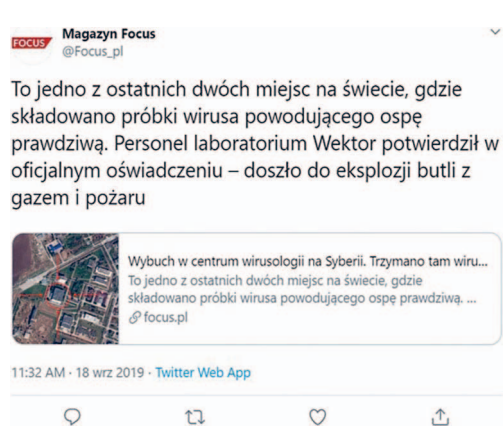 FOCUS
Magazyn Focus
@Focus_pl
To jedno z ostatnich dwóch miejsc na świecie, gdzie
składowano próbki wirusa powodującego ospę
prawdziwą. Personel laboratorium Wektor potwierdził w
oficjalnym oświadczeniu – doszło do eksplozji butli z
gazem i pożaru
Wybuch w centrum wirusologii na Syberii. Trzymano tam wiru...
To jedno z ostatnich dwóch miejsc na świecie, gdzie
składowano próbki wirusa powodującego ospę prawdziwą. ...
focus.pl
11:32 AM · 18 wrz 2019 · Twitter Web App